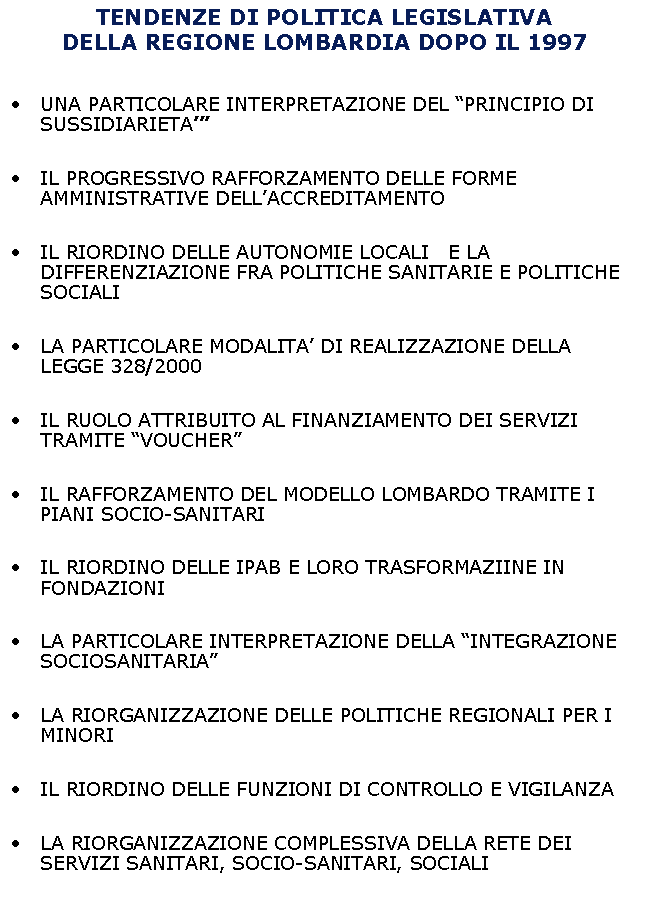 TENDENZE DI POLITICA LEGISLATIVA
DELLA REGIONE LOMBARDIA DOPO IL 1997
• UNA PARTICOLARE INTERPRETAZIONE DEL “PRINCIPIO DI
SUSSIDIARIETA’”
• IL PROGRESSIVO RAFFORZAMENTO DELLE FORME
AMMINISTRATIVE DELL’ACCREDITAMENTO
• IL RIORDINO DELLE AUTONOMIE LOCALI E LA
DIFFERENZIAZIONE FRA POLITICHE SANITARIE E POLITICHE
SOCIALI
• LA PARTICOLARE MODALITA’ DI REALIZZAZIONE DELLA
LEGGE 328/2000
• IL RUOLO ATTRIBUITO AL FINANZIAMENTO DEI SERVIZI
TRAMITE “VOUCHER”
• IL RAFFORZAMENTO DEL MODELLO LOMBARDO TRAMITE I
PIANI SOCIO-SANITARI
• IL RIORDINO DELLE IPAB E LORO TRASFORMAZIINE IN
FONDAZIONI
• LA PARTICOLARE INTERPRETAZIONE DELLA “INTEGRAZIONE
SOCIOSANITARIA”
• LA RIORGANIZZAZIONE DELLE POLITICHE REGIONALI PER I
MINORI
• IL RIORDINO DELLE FUNZIONI DI CONTROLLO E VIGILANZA
• LA RIORGANIZZAZIONE COMPLESSIVA DELLA RETE DEI
SERVIZI SANITARI, SOCIO-SANITARI, SOCIALI